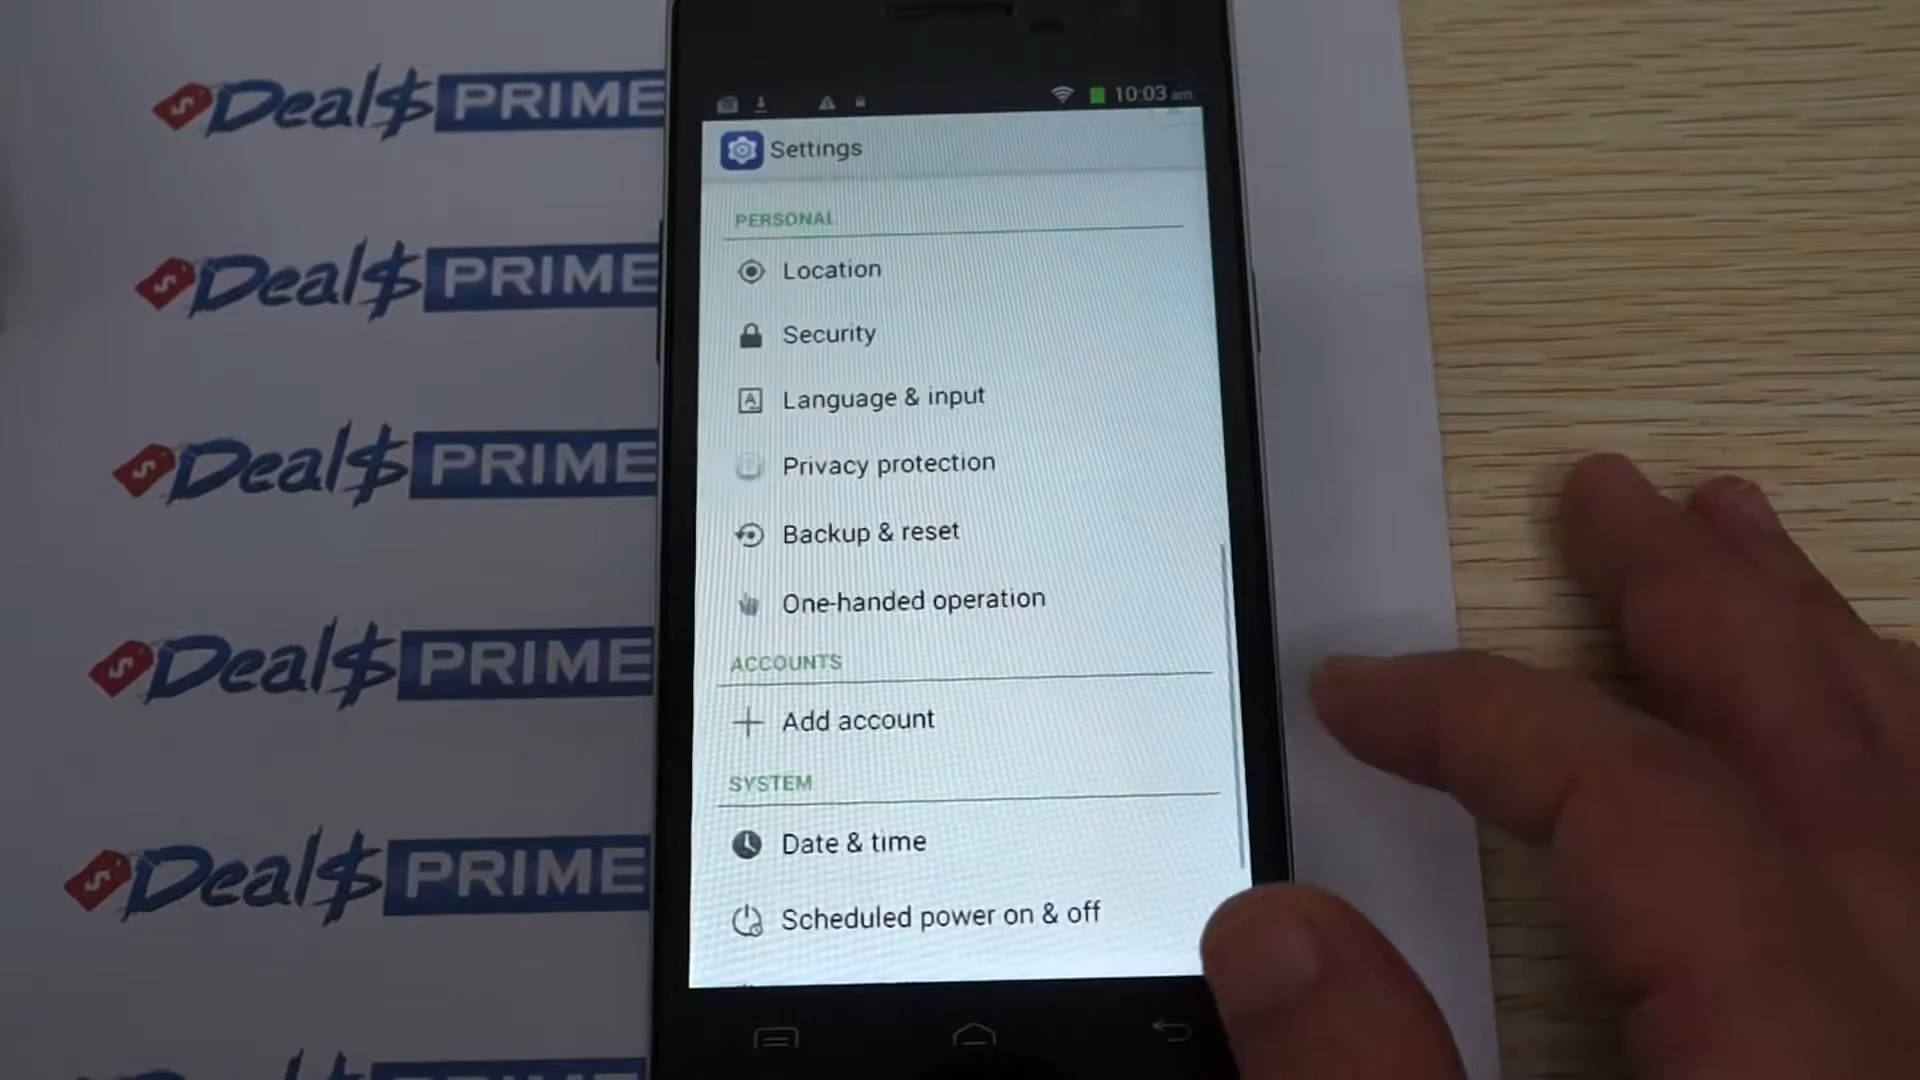 Deal$ PRIME
Deal$ PRIME
Deal$ PRIME
Deal$ PRIME
Deal$ PRIME
10:03 am
Settings
PERSONAL
Location
Security
Language & input
Privacy protection
Backup & reset
One-handed operation
ACCOUNTS
Add account
SYSTEM
Date & time
Scheduled power on & off